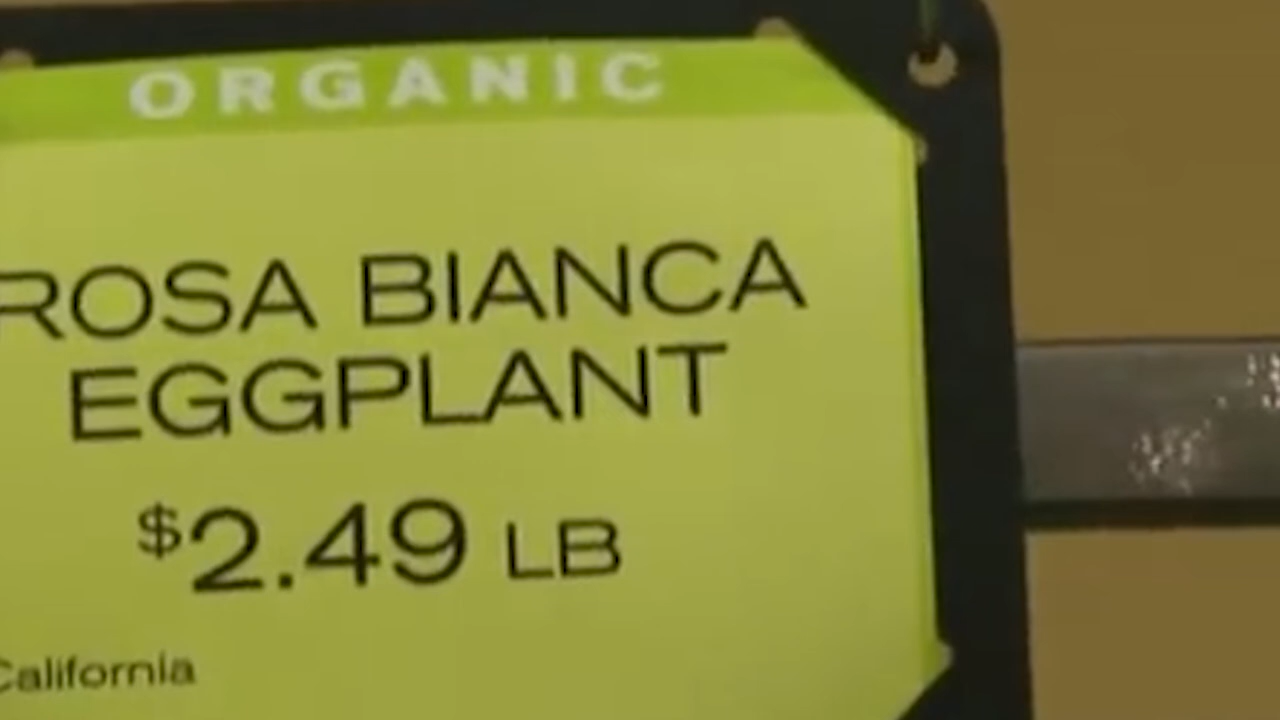 ORGANIC
ROSA BIANCA
EGGPLANT
$2.49 LB
California